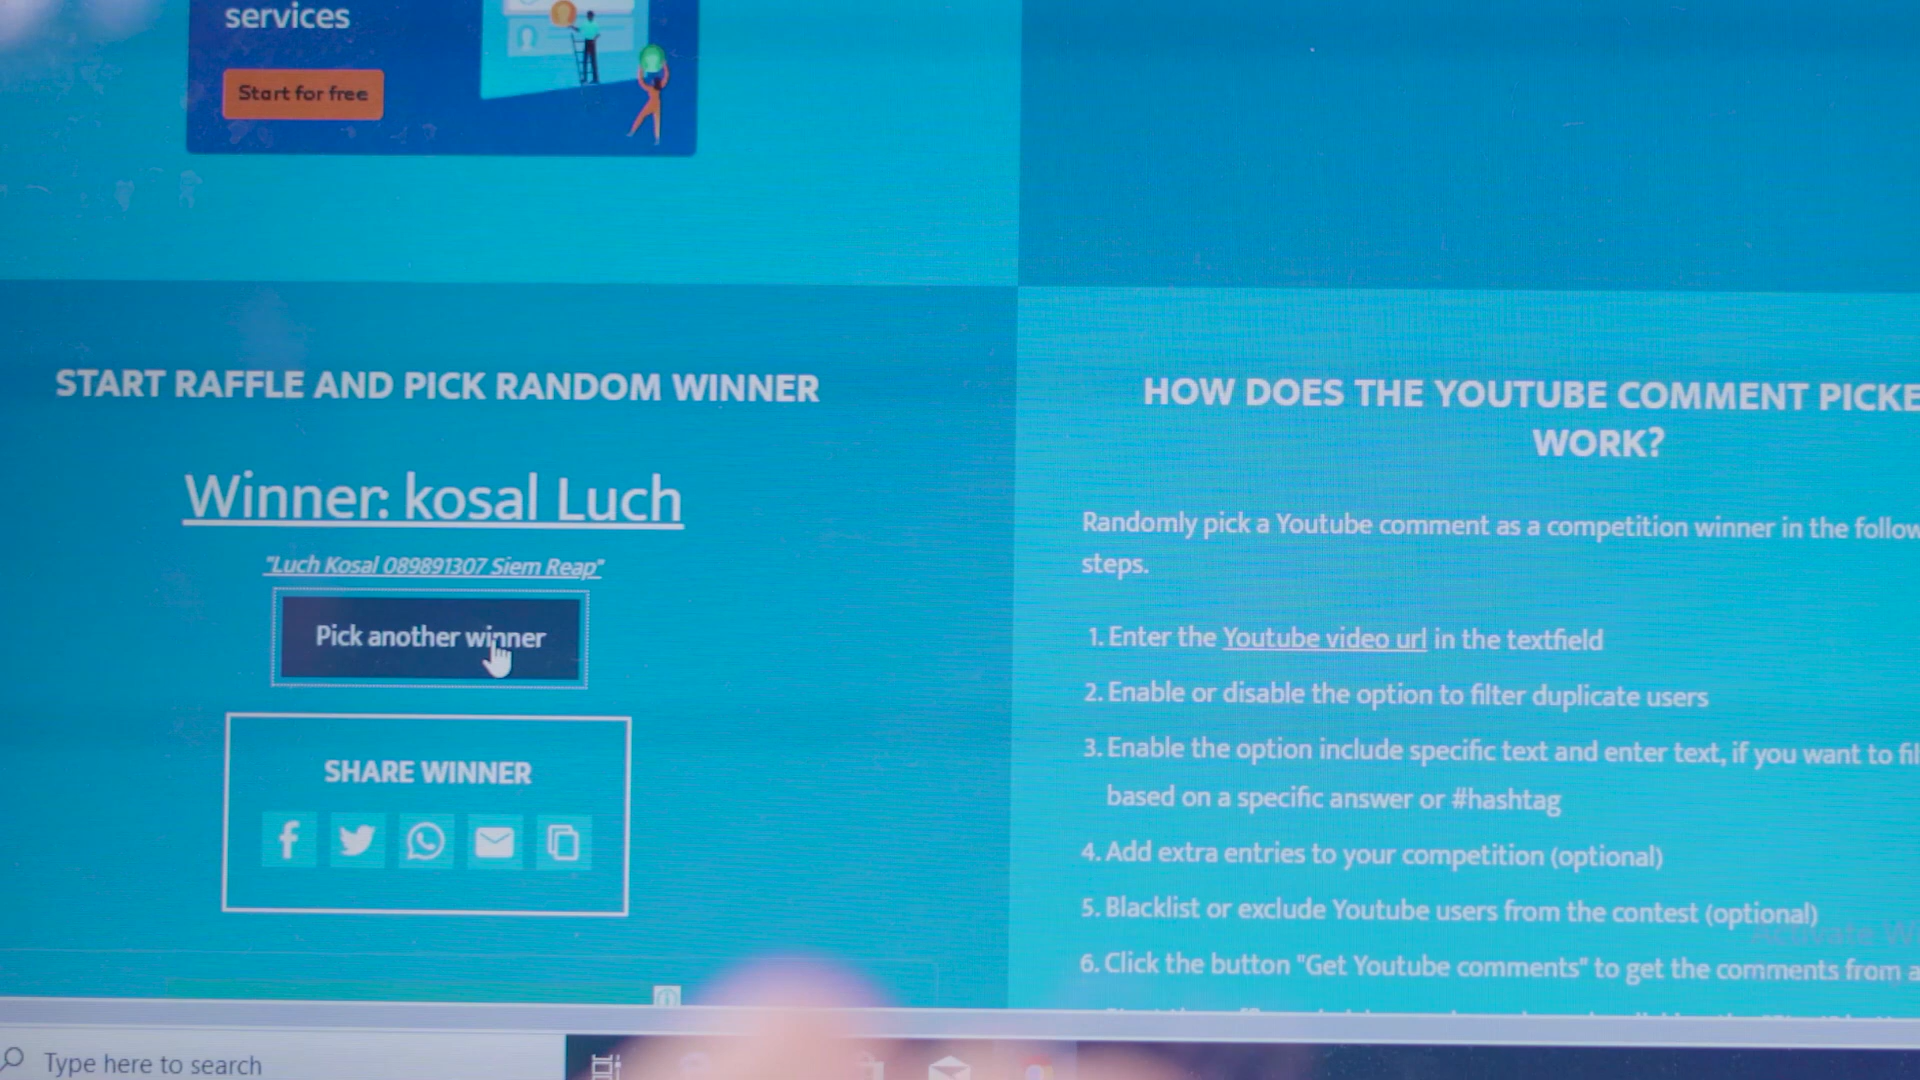 services
Start for free
START RAFFLE AND PICK RANDOM WINNER
Winner: kosal Luch
"Luch Kosal 089891307 Siem Reap"
Pick another winner
SHARE WINNER
HOW DOES THE YOUTUBE COMMENT PICKE
WORK?
Randomly pick a Youtube comment as a competition winner in the follow
steps.
1. Enter the Youtube video url in the textfield
2. Enable or disable the option to filter duplicate users
3. Enable the option include specific text and enter text, if you want to fil
based on a specific answer or #hashtag
4. Add extra entries to your competition (optional)
5. Blacklist or exclude Youtube users from the contest (optional)
Activate W
6. Click the button "Get Youtube comments" to get the comments from a
Type here to search